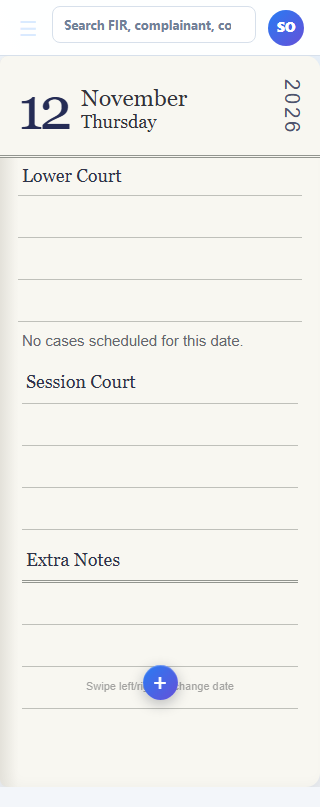 Search FIR, complainant, co
SO
12
November
Thursday
2026
Lower Court
No cases scheduled for this date.
Session Court
Extra Notes
+
Swipe left/ri change date